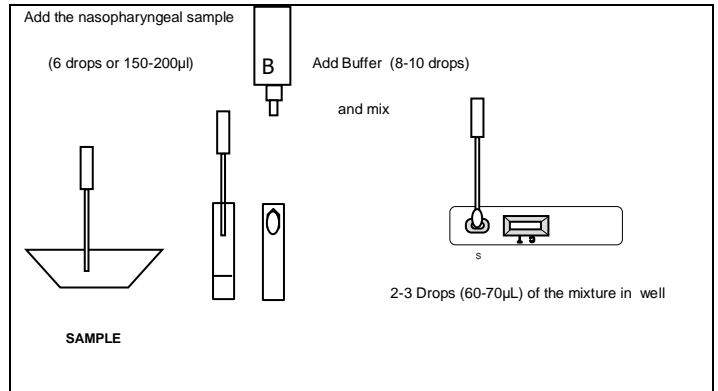 Add the nasopharyngeal sample
(6 drops or 150-200µl)
B
Add Buffer (8-10 drops)
and mix
S
2-3 Drops (60-70µL) of the mixture in well
SAMPLE